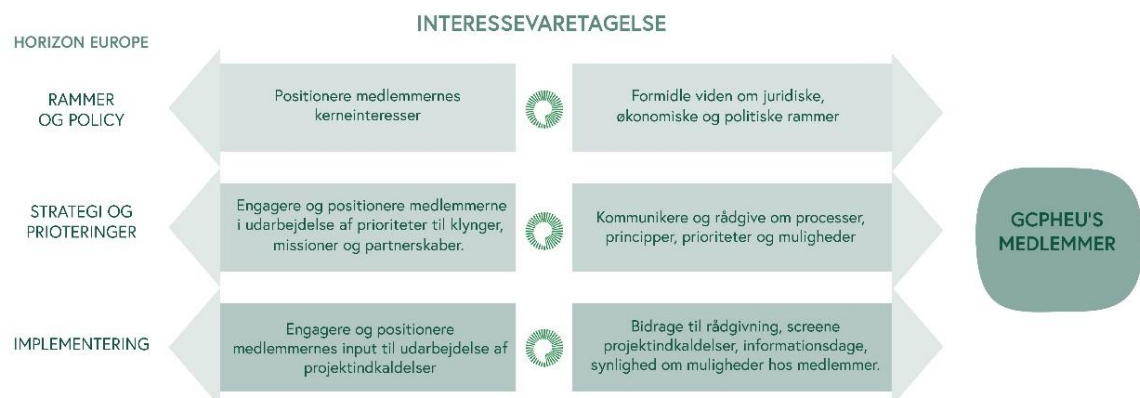 INTERESSEVARETAGELSE
HORIZON EUROPE
RAMMER
OG POLICY
Positionere medlemmernes
kerneinteresser
Formidle viden om juridiske,
økonomiske og politiske rammer
STRATEGI OG
PRIOTERINGER
Engagere og positionere medlemmerne
i udarbejdelse af prioriteter til klynger,
missioner og partnerskaber.
Kommunikere og rådgive om processer,
principper, prioriteter og muligheder
GCPHEU'S
MEDLEMMER
IMPLEMENTERING
Engagere og positionere
medlemmernes input til udarbejdelse af
projektindkaldelser
Bidrage til rådgivning, screene
projektindkaldelser, informationsdage,
synlighed om muligheder hos medlemmer.